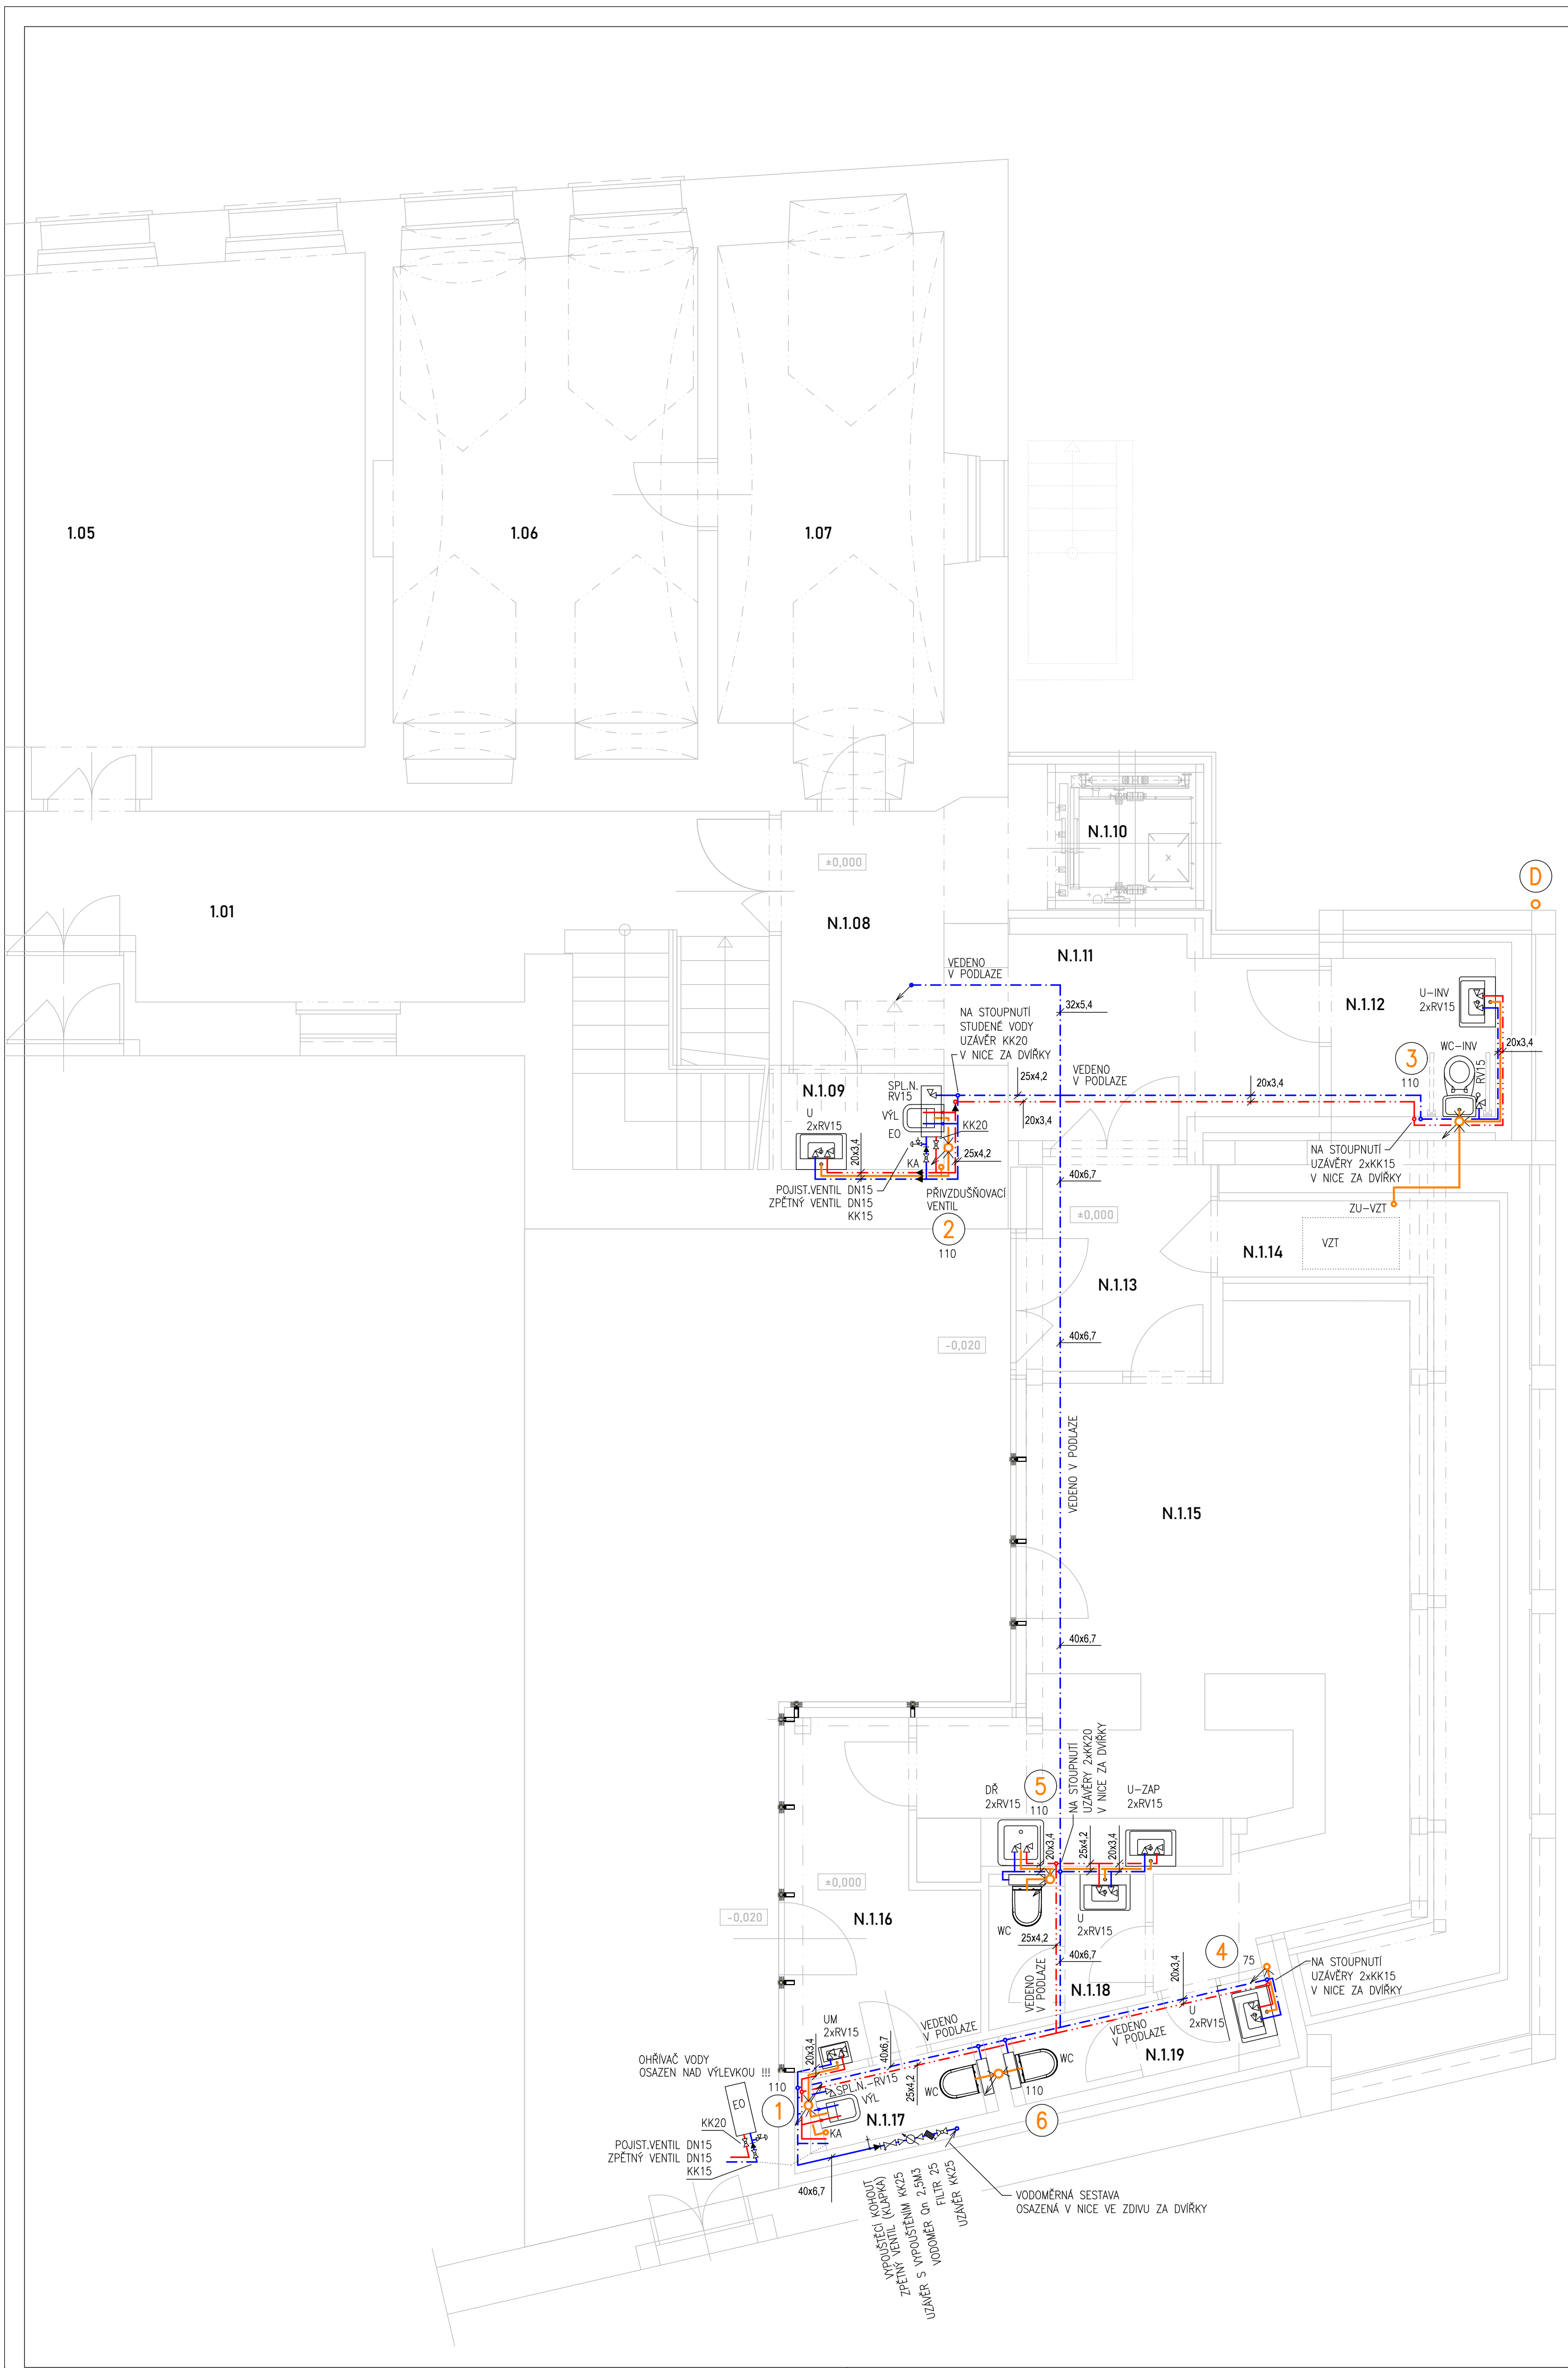 1.05
1.06
1.07
N.1.10
±0,000
D
1.01
N.1.08
N.1.11
VEDENO
V PODLAZE
32x5,4
NA STOUPNUTÍ
STUDENÉ VODY
UZÁVĚR KK20
V NICE ZA DVÍŘKY
U-INV
2xRV15
N.1.12
WC-INV
20x3,4
3
110
RV15
25x4,2
VEDENO
V PODLAZE
20x3,4
N.1.09
SPL.N.
RV15
U
2xRV15
VÝL
EO
20x3,4
KK20
20x3,4
KA
25x4,2
NA STOUPNUTÍ
UZÁVĚRY 2xKK15
V NICE ZA DVÍŘKY
40x6,7
POJIST.VENTIL DN15
ZPĚTNÝ VENTIL DN15
KK15
PŘIVZDUŠŇOVACÍ
VENTIL
2
110
±0,000
ZU-VZT
VZT
N.1.14
N.1.13
-0,020
40x6,7
VEDENO V PODLAZE
N.1.15
40x6,7
NA STOUPNUTÍ
UZÁVĚRY 2xKK20
V NICE ZA DVÍŘKY
DŘ
2xRV15
5
110
U-ZAP
2xRV15
20x3,4
25x4,2
20x3,4
±0,000
-0,020
N.1.16
WC
U
2xRV15
25x4,2
40x6,7
4
75
20x3,4
NA STOUPNUTÍ
UZÁVĚRY 2xKK15
V NICE ZA DVÍŘKY
VEDENO
V PODLAZE
N.1.18
U
2xRV15
UM
2xRV15
VEDENO
V PODLAZE
VEDENO
V PODLAZE
N.1.19
20x3,4
40x6,7
OHŘÍVAČ VODY
OSAZEN NAD VÝLEVKOU !!!
110
SPL.N.-RV15
25x4,2
WC
WC
EO
1
VÝL
N.1.17
110
6
KK20
KA
POJIST.VENTIL DN15
ZPĚTNÝ VENTIL DN15
KK15
40x6,7
VYPOUŠTĚCÍ KOHOUT
ZPĚTNÝ VENTIL (KLAPKA)
UZÁVĚR S VYPOUŠTĚNIM KK25
VODOMĚR Qn 2,5M3
FILTR 25
UZÁVĚR KK25
VODOMĚRNÁ SESTAVA
OSAZENÁ V NICE VE ZDIVU ZA DVÍŘKY